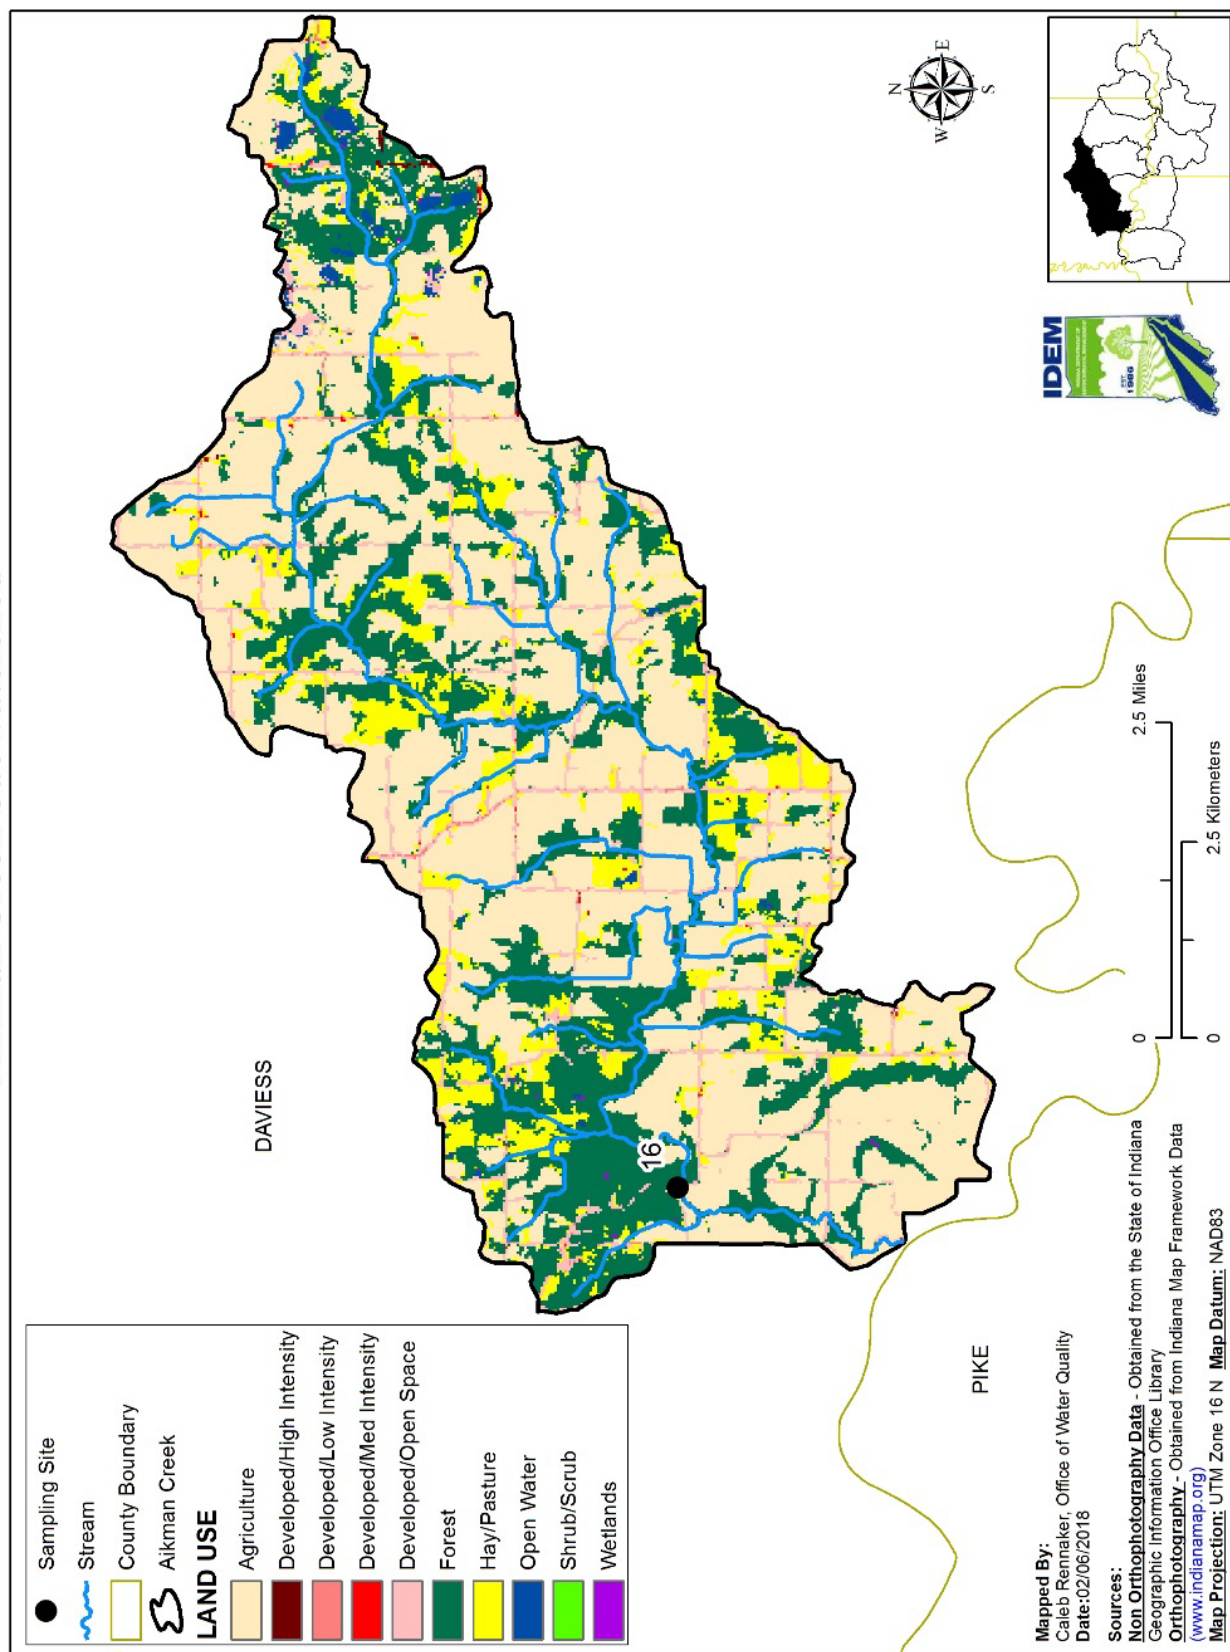 Sampling Site
Stream
County Boundary
Aikman Creek
LAND USE
Agriculture
Developed/High Intensity
Developed/Low Intensity
Developed/Med Intensity
Developed/Open Space
Forest
Hay/Pasture
Open Water
Shrub/Scrub
Wetlands
DAVIESS
16
PIKE
N
W
E
S
0
2.5 Miles
0
2.5 Kilometers
IDEM
EST
1986
Mapped By:
Caleb Rennaker, Office of Water Quality
Date:02/06/2018
Sources:
Non Orthophotography Data - Obtained from the State of Indiana
Geographic Information Office Library
Orthophotography - Obtained from Indiana Map Framework Data
(www.indianamap.org)
Map Projection: UTM Zone 16 N Map Datum: NAD83